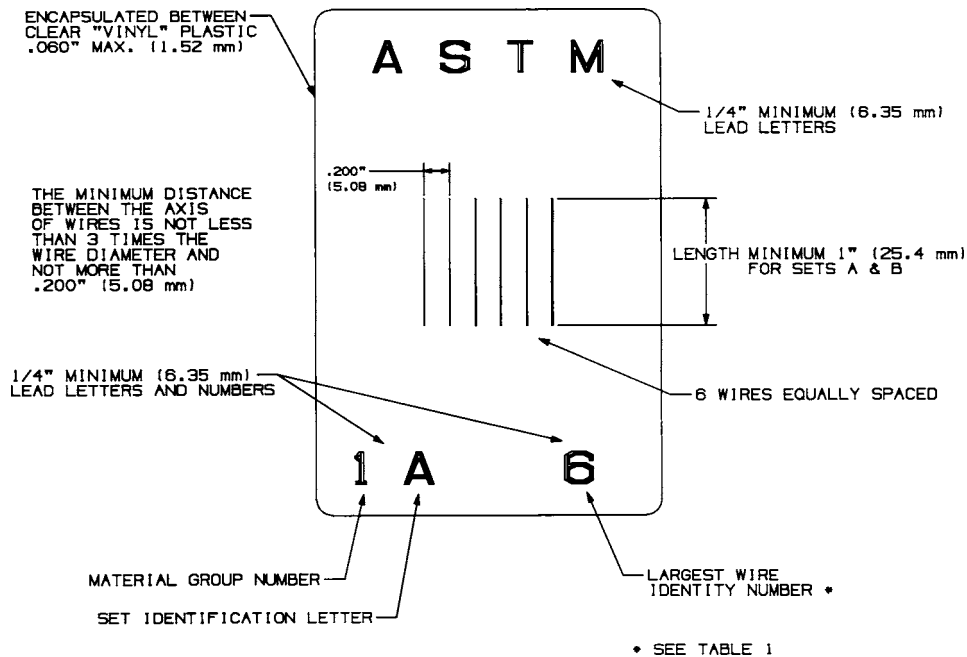 ENCAPSULATED BETWEEN
CLEAR "VINYL" PLASTIC
.060" MAX. (1.52 mm)
A S T M
1/4" MINIMUM (6.35 mm)
LEAD LETTERS
.200"
(5.08 mm)
THE MINIMUM DISTANCE
BETWEEN THE AXIS
OF WIRES IS NOT LESS
THAN 3 TIMES THE
WIRE DIAMETER AND
NOT MORE THAN
.200" (5.08 mm)
LENGTH MINIMUM 1" (25.4 mm)
FOR SETS A & B
1/4" MINIMUM (6.35 mm)
LEAD LETTERS AND NUMBERS
6 WIRES EQUALLY SPACED
1 A 6
MATERIAL GROUP NUMBER
SET IDENTIFICATION LETTER
LARGEST WIRE
IDENTITY NUMBER *
* SEE TABLE 1